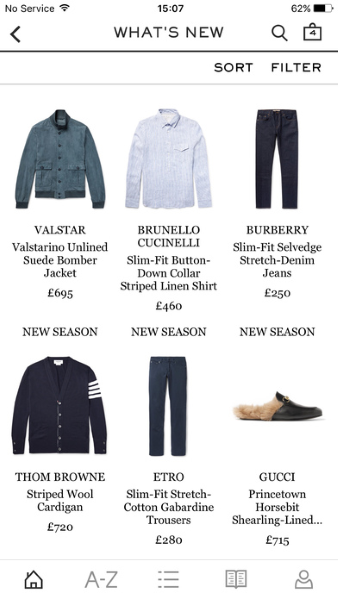 No Service 15:07 62%
WHAT'S NEW 4
SORT FILTER
VALSTAR
Valstarino Unlined
Suede Bomber
Jacket
£695
BRUNELLO
CUCINELLI
Slim-Fit Button-
Down Collar
Striped Linen Shirt
£460
BURBERRY
Slim-Fit Selvedge
Stretch-Denim
Jeans
£250
NEW SEASON
NEW SEASON
NEW SEASON
THOM BROWNE
Striped Wool
Cardigan
£720
ETRO
Slim-Fit Stretch-
Cotton Gabardine
Trousers
£280
GUCCI
Princetown
Horsebit
Shearling-Lined...
£715
A-Z